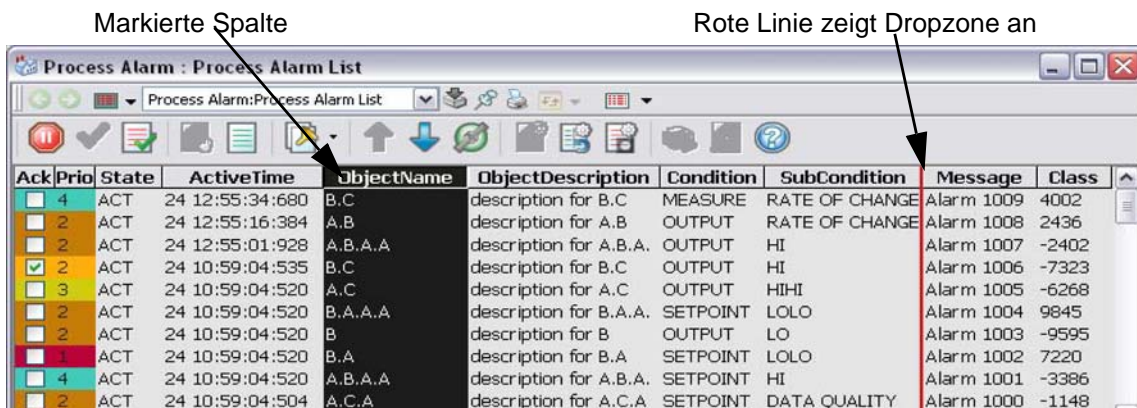 Markierte Spalte Rote Linie zeigt Dropzone an
Process Alarm : Process Alarm List
Process Alarm:Process Alarm List
Ack Prio State ActiveTime ObjectName ObjectDescription Condition SubCondition Message Class
4 ACT 24 12:55:34:680 B.C description for B.C MEASURE RATE OF CHANGE Alarm 1009 4002
2 ACT 24 12:55:16:384 A.B description for A.B OUTPUT RATE OF CHANGE Alarm 1008 2436
2 ACT 24 12:55:01:928 A.B.A.A description for A.B.A. OUTPUT HI Alarm 1007 -2402
2 ACT 24 10:59:04:535 B.C description for B.C OUTPUT HI Alarm 1006 -7323
3 ACT 24 10:59:04:520 A.C description for A.C OUTPUT HIHI Alarm 1005 -6268
2 ACT 24 10:59:04:520 B.A.A.A description for B.A.A. SETPOINT LOLO Alarm 1004 9845
2 ACT 24 10:59:04:520 B description for B OUTPUT LO Alarm 1003 -9595
1 ACT 24 10:59:04:520 B.A description for B.A SETPOINT LOLO Alarm 1002 7220
4 ACT 24 10:59:04:520 A.B.A.A description for A.B.A. SETPOINT HI Alarm 1001 -3386
2 ACT 24 10:59:04:504 A.C.A description for A.C.A SETPOINT DATA QUALITY Alarm 1000 -1148